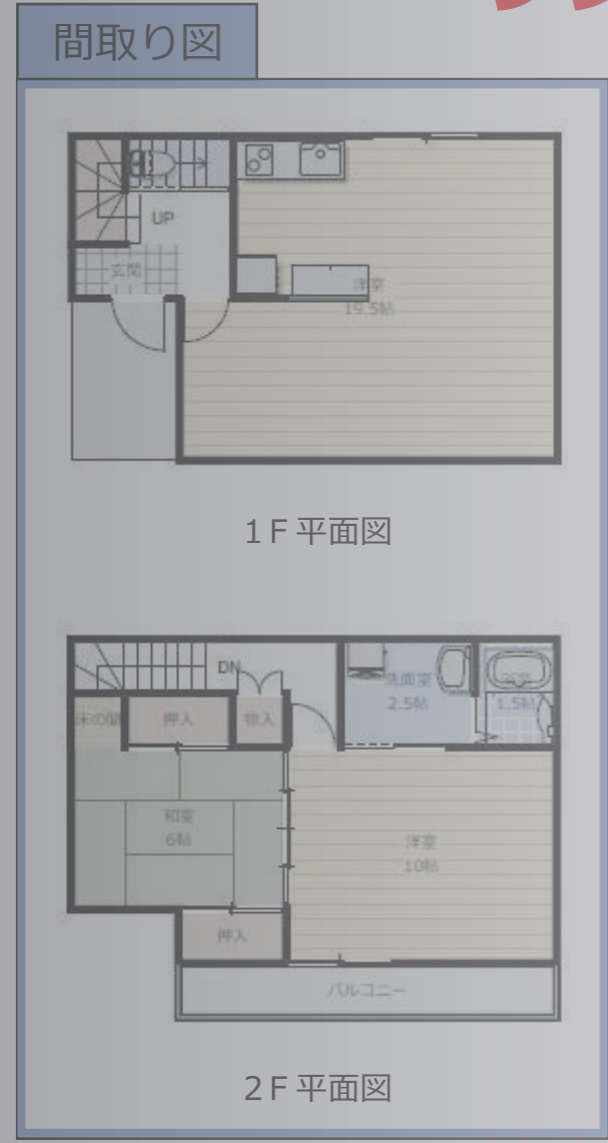 間取り図
UP
玄関
洋室
19.5帖
1F平面図
DN
洗面室
2.5帖
浴室
1.5帖
床の間
押入
物入
和室
6帖
洋室
10帖
押入
バルコニー
2F平面図